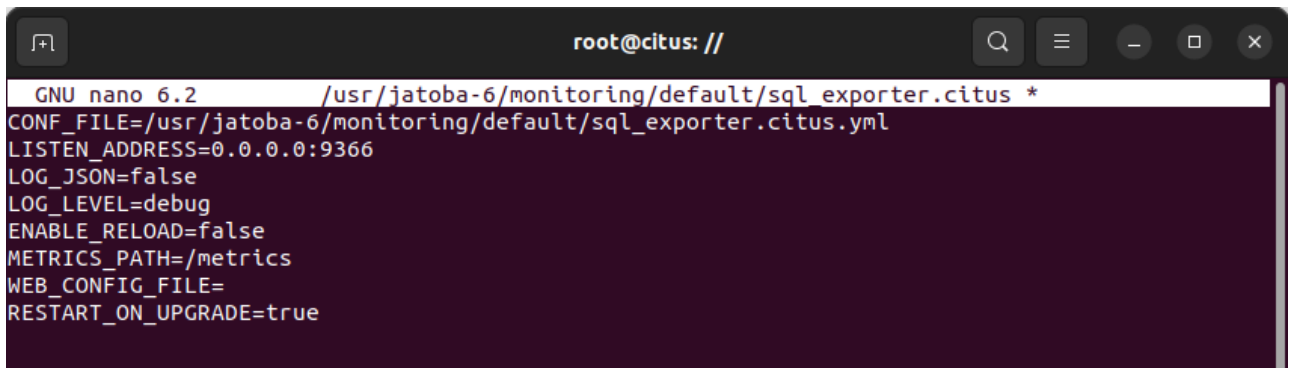 root@citus: //
GNU nano 6.2 /usr/jatoba-6/monitoring/default/sql_exporter.citus *
CONF_FILE=/usr/jatoba-6/monitoring/default/sql_exporter.citus.yml
LISTEN_ADDRESS=0.0.0.0:9366
LOG_JSON=false
LOG_LEVEL=debug
ENABLE_RELOAD=false
METRICS_PATH=/metrics
WEB_CONFIG_FILE=
RESTART_ON_UPGRADE=true